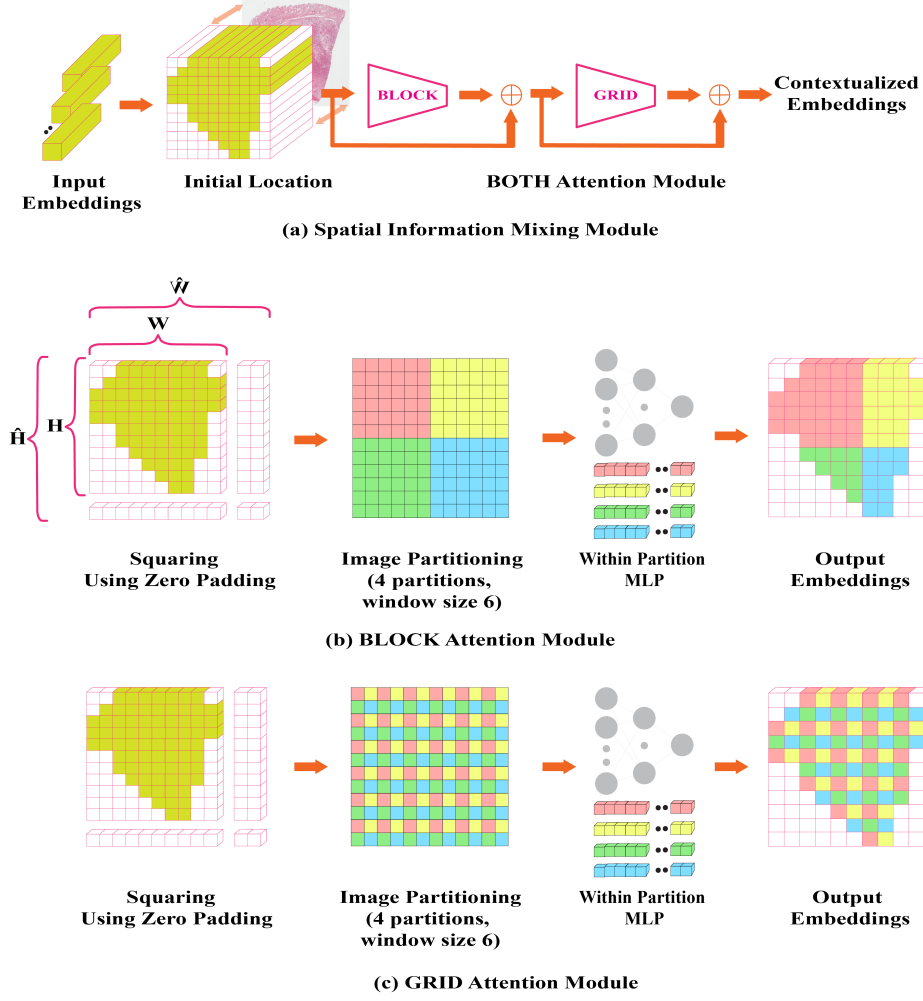 BLOCK
GRID
Contextualized
Embeddings
Input
Embeddings
Initial Location
BOTH Attention Module
(a) Spatial Information Mixing Module
Ŵ
W
Ĥ
H
Squaring
Using Zero Padding
Image Partitioning
(4 partitions,
window size 6)
Within Partition
MLP
Output
Embeddings
(b) BLOCK Attention Module
Squaring
Using Zero Padding
Image Partitioning
(4 partitions,
window size 6)
Within Partition
MLP
Output
Embeddings
(c) GRID Attention Module